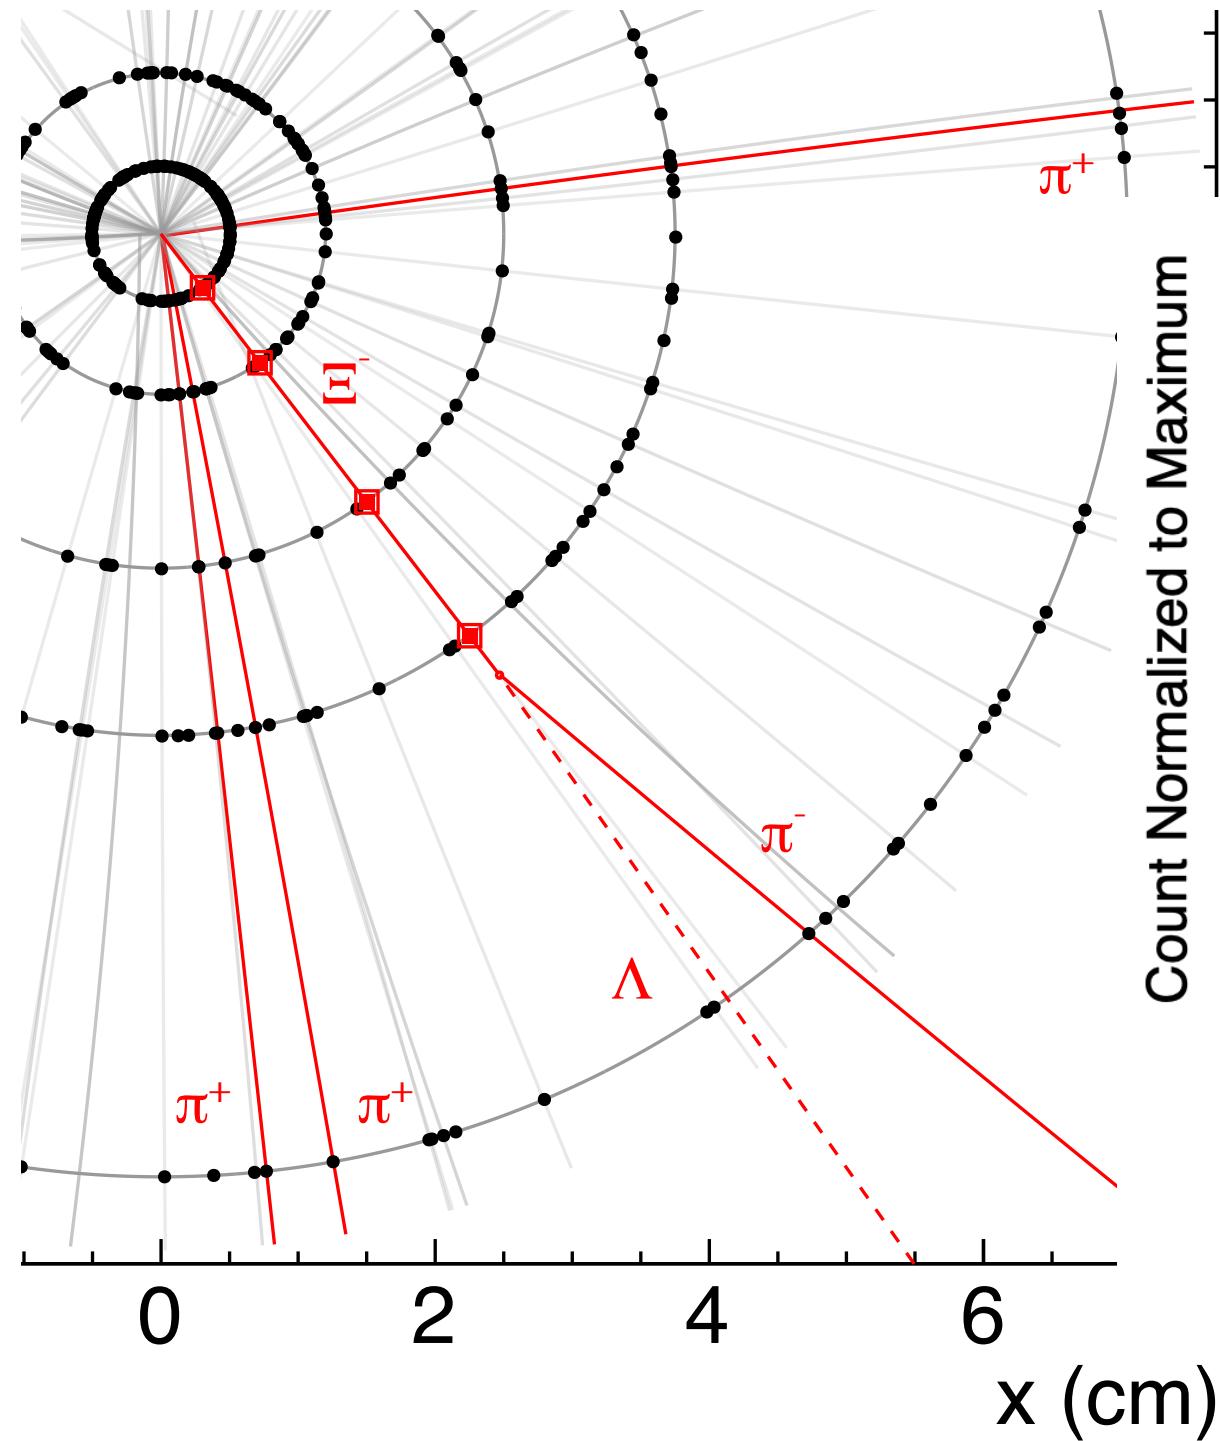 π⁺
Ξ⁻
Count Normalized to Maximum
π⁻
Λ
π⁺ π⁺
0 2 4 6
x (cm)